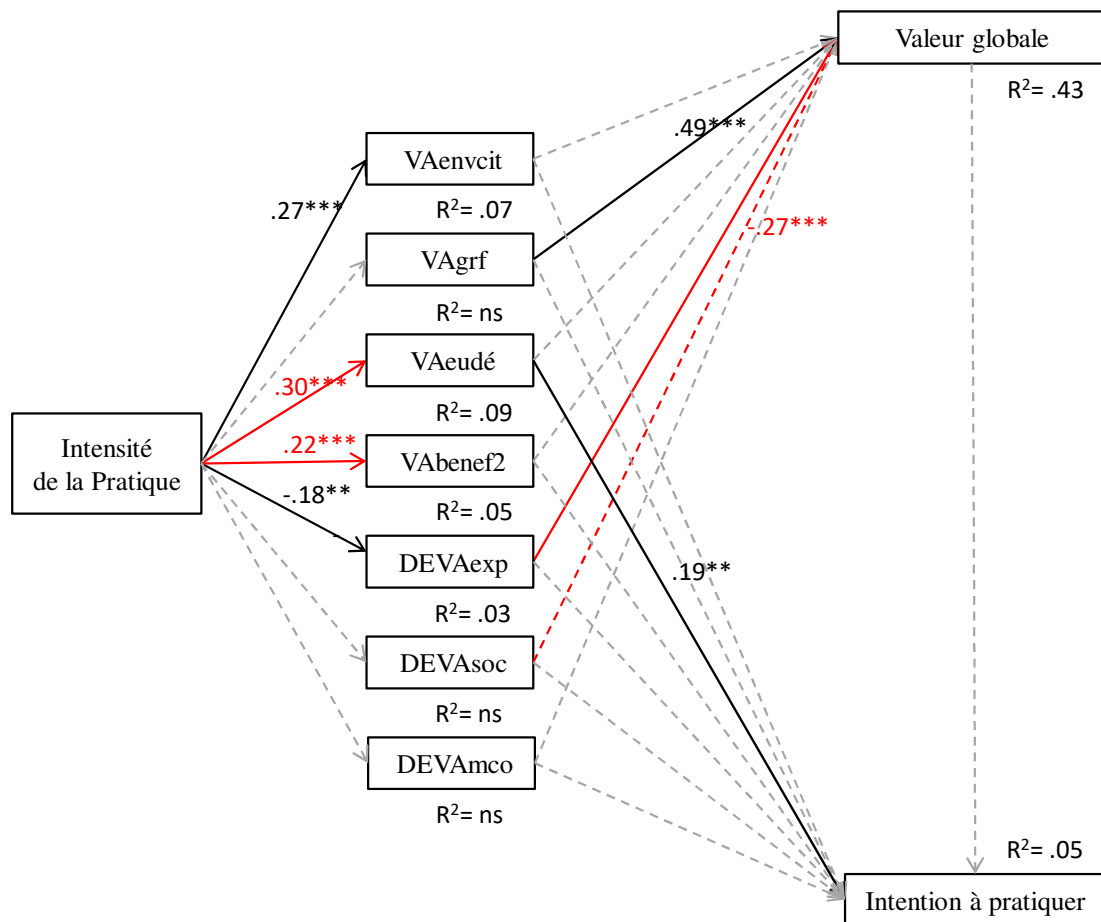 Valeur globale
R²= .43
.49***
VAenvcit
.27***
R²= .07
-.27***
VAgrf
R²= ns
VAeudé
.30***
R²= .09
Intensité
de la Pratique
.22***
VAbenef2
-.18**
R²= .05
DEVAexp
.19**
R²= .03
DEVAsoc
R²= ns
DEVAmco
R²= ns
R²= .05
Intention à pratiquer